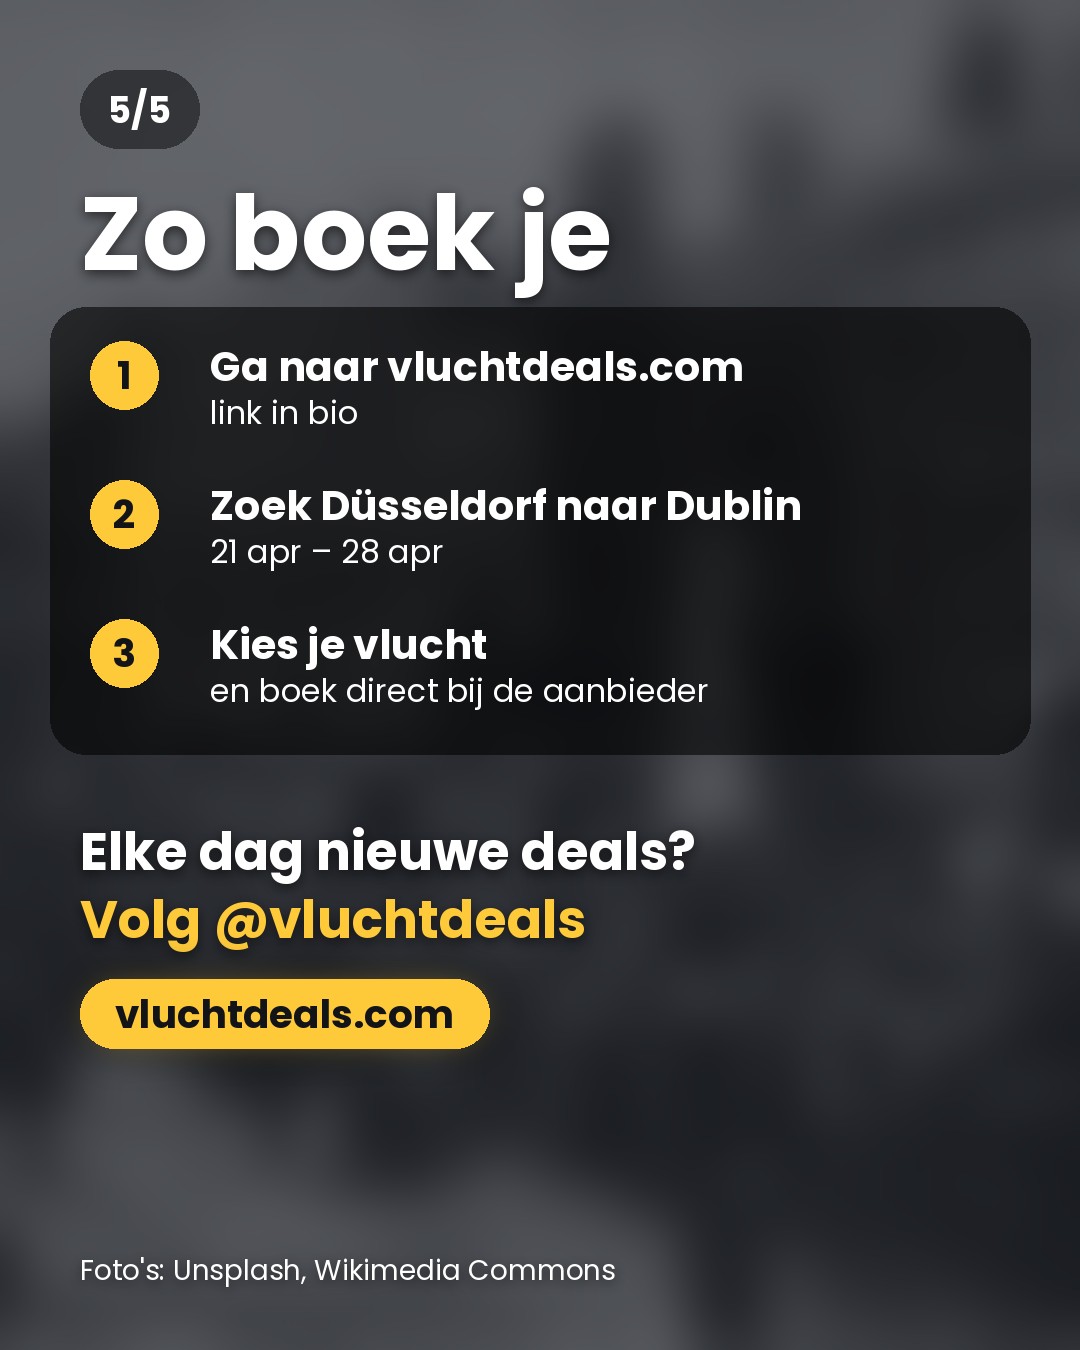 5/5
Zo boek je
1
Ga naar vluchtdeals.com
link in bio
2
Zoek Düsseldorf naar Dublin
21 apr – 28 apr
3
Kies je vlucht
en boek direct bij de aanbieder
Elke dag nieuwe deals?
Volg @vluchtdeals
vluchtdeals.com
Foto's: Unsplash, Wikimedia Commons